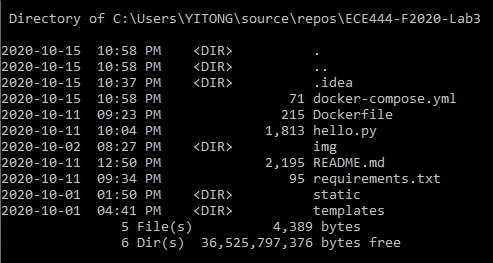 Directory of C:\Users\YITONG\source\repos\ECE444-F2020-Lab3
2020-10-15  10:58 PM    <DIR>          .
2020-10-15  10:58 PM    <DIR>          ..
2020-10-15  10:37 PM    <DIR>          .idea
2020-10-15  10:58 PM                71 docker-compose.yml
2020-10-11  09:23 PM               215 Dockerfile
2020-10-11  10:04 PM             1,813 hello.py
2020-10-02  08:27 PM    <DIR>          img
2020-10-11  12:50 PM             2,195 README.md
2020-10-11  09:34 PM                95 requirements.txt
2020-10-01  01:50 PM    <DIR>          static
2020-10-01  04:41 PM    <DIR>          templates
5 File(s)          4,389 bytes
6 Dir(s)  36,525,797,376 bytes free